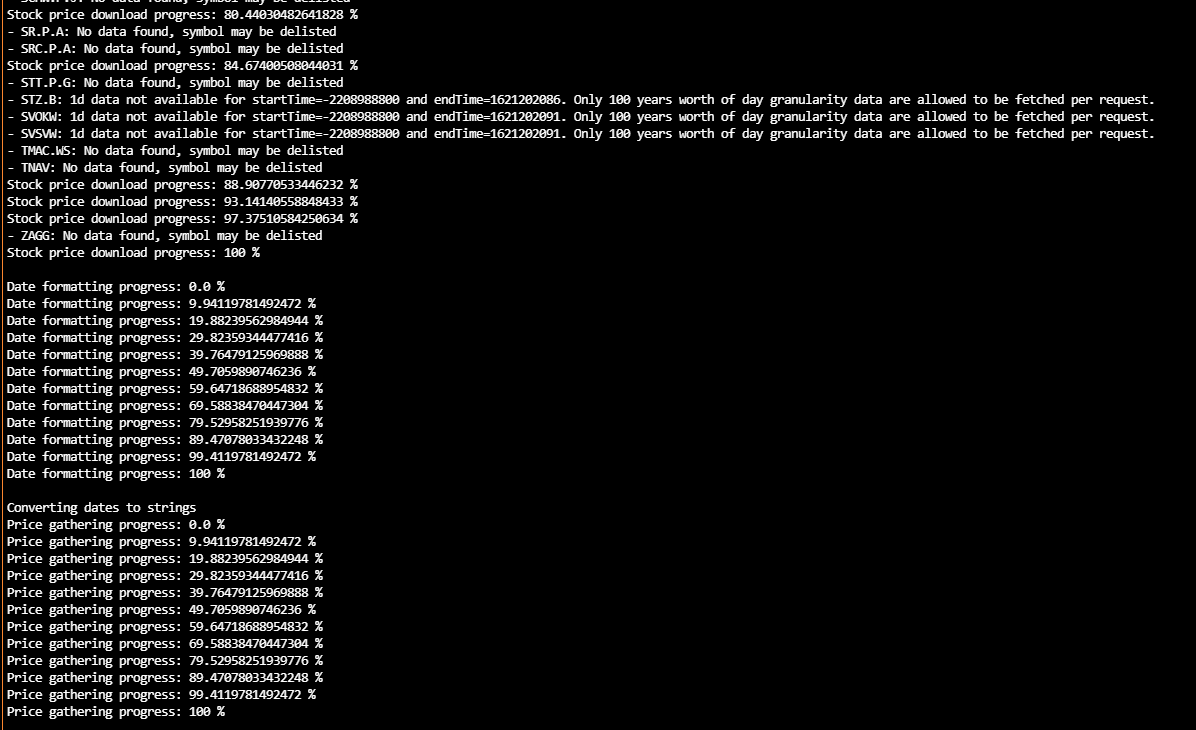 Stock price download progress: 80.44030482641828 %
- SR.P.A: No data found, symbol may be delisted
- SRC.P.A: No data found, symbol may be delisted
Stock price download progress: 84.67400508044031 %
- STT.P.G: No data found, symbol may be delisted
- STZ.B: 1d data not available for startTime=-2208988800 and endTime=1621202086. Only 100 years worth of day granularity data are allowed to be fetched per request.
- SVOKW: 1d data not available for startTime=-2208988800 and endTime=1621202091. Only 100 years worth of day granularity data are allowed to be fetched per request.
- SVSVW: 1d data not available for startTime=-2208988800 and endTime=1621202091. Only 100 years worth of day granularity data are allowed to be fetched per request.
- TMAC.WS: No data found, symbol may be delisted
- TNAV: No data found, symbol may be delisted
Stock price download progress: 88.90770533446232 %
Stock price download progress: 93.14140558848433 %
Stock price download progress: 97.37510584250634 %
- ZAGG: No data found, symbol may be delisted
Stock price download progress: 100 %
Date formatting progress: 0.0 %
Date formatting progress: 9.94119781492472 %
Date formatting progress: 19.88239562984944 %
Date formatting progress: 29.82359344477416 %
Date formatting progress: 39.76479125969888 %
Date formatting progress: 49.7059890746236 %
Date formatting progress: 59.64718688954832 %
Date formatting progress: 69.58838470447304 %
Date formatting progress: 79.52958251939776 %
Date formatting progress: 89.47078033432248 %
Date formatting progress: 99.4119781492472 %
Date formatting progress: 100 %
Converting dates to strings
Price gathering progress: 0.0 %
Price gathering progress: 9.94119781492472 %
Price gathering progress: 19.88239562984944 %
Price gathering progress: 29.82359344477416 %
Price gathering progress: 39.76479125969888 %
Price gathering progress: 49.7059890746236 %
Price gathering progress: 59.64718688954832 %
Price gathering progress: 69.58838470447304 %
Price gathering progress: 79.52958251939776 %
Price gathering progress: 89.47078033432248 %
Price gathering progress: 99.4119781492472 %
Price gathering progress: 100 %